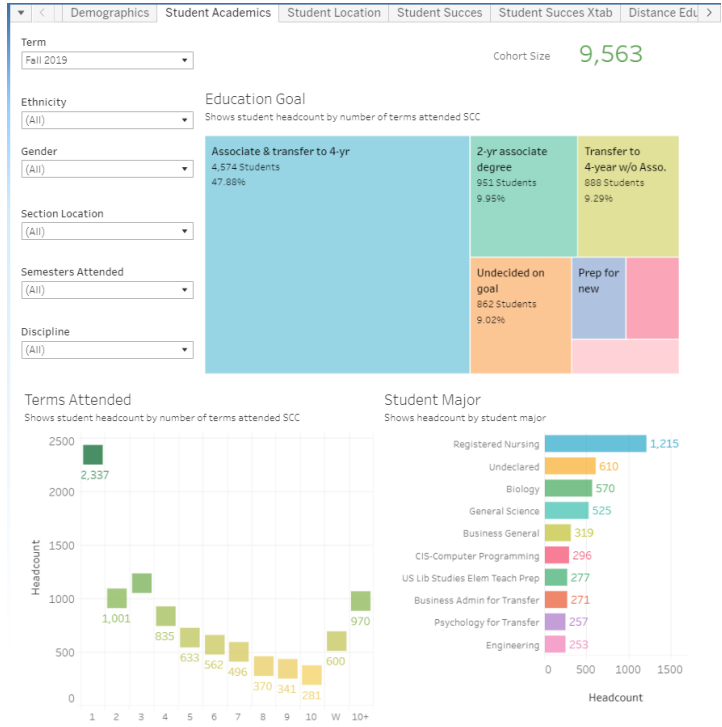 Demographics Student Academics Student Location Student Succes Student Succes Xtab Distance Edu
Term
Fall 2019
Cohort Size 9,563
Ethnicity
(All)
Gender
(All)
Section Location
(All)
Semesters Attended
(All)
Discipline
(All)
Education Goal
Shows student headcount by number of terms attended SCC
Associate & transfer to 4-yr
4,574 Students
47.88%
2-yr associate
degree
951 Students
9.95%
Transfer to
4-year w/o Asso.
888 Students
9.29%
Undecided on
goal
862 Students
9.02%
Prep for
new
Terms Attended
Shows student headcount by number of terms attended SCC
Headcount
2500
2000
1500
1000
500
0
2,337
1,001
835
633
562
496
370
341
281
600
970
1 2 3 4 5 6 7 8 9 10 W 10+
Student Major
Shows headcount by student major
Registered Nursing 1,215
Undeclared 610
Biology 570
General Science 525
Business General 319
CIS-Computer Programming 296
US Lib Studies Elem Teach Prep 277
Business Admin for Transfer 271
Psychology for Transfer 257
Engineering 253
0 500 1000 1500
Headcount